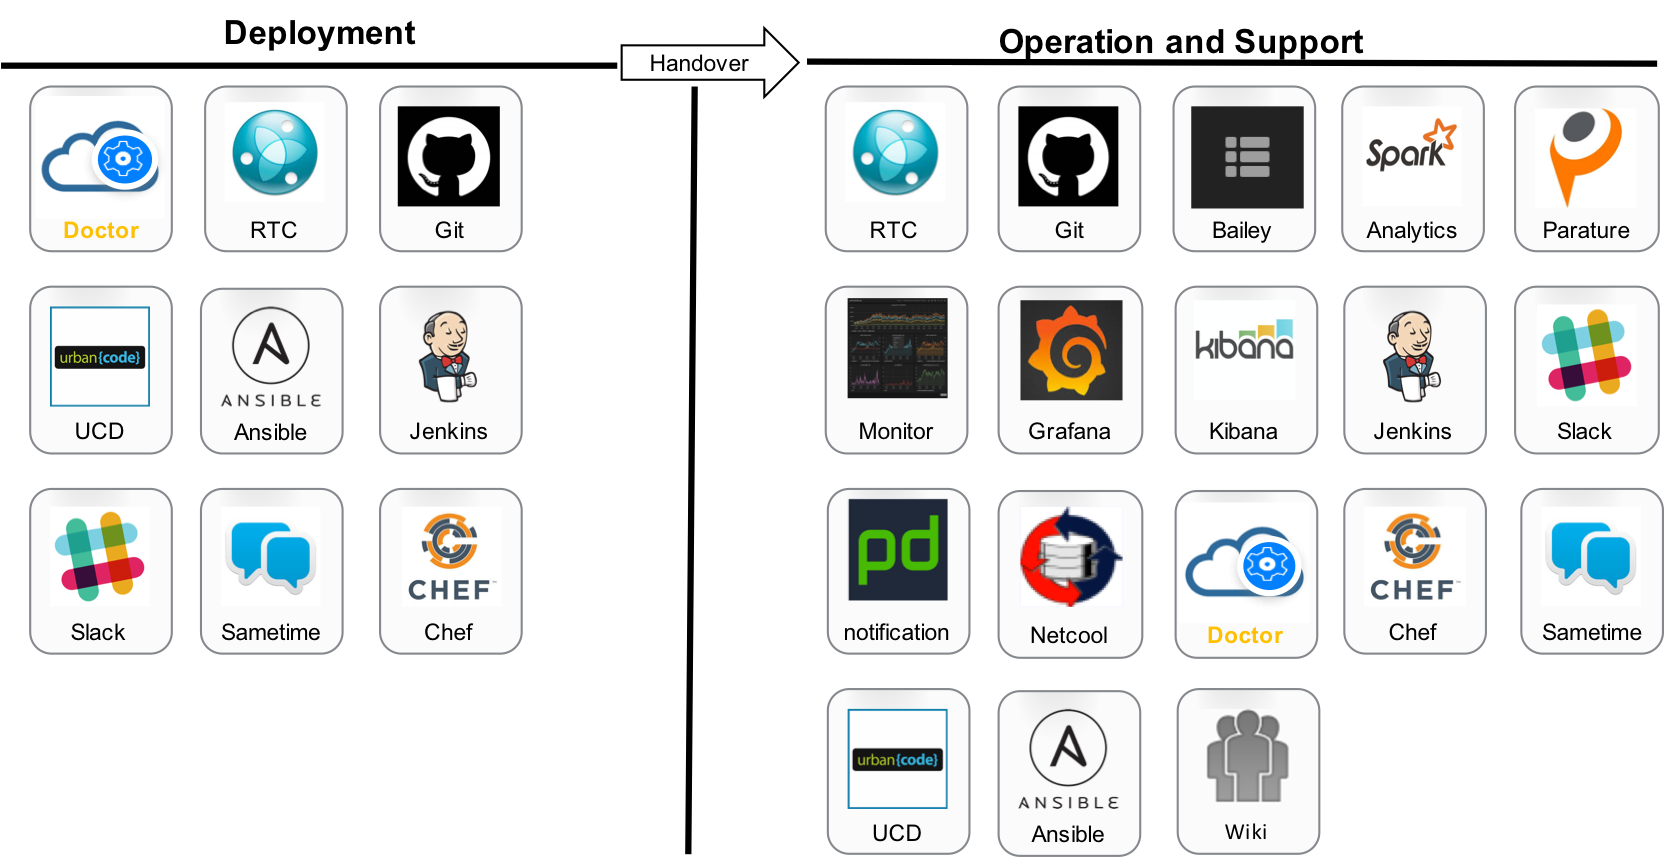 Deployment
Handover
Operation and Support
Doctor
RTC
Git
urban{code}
UCD
ANSIBLE
Ansible
Jenkins
Slack
Sametime
CHEF™
Chef
RTC
Git
Bailey
Spark
Analytics
Parature
Monitor
Grafana
kibana
Kibana
Jenkins
Slack
pd
notification
Netcool
Doctor
CHEF™
Chef
Sametime
urban{code}
UCD
ANSIBLE
Ansible
Wiki